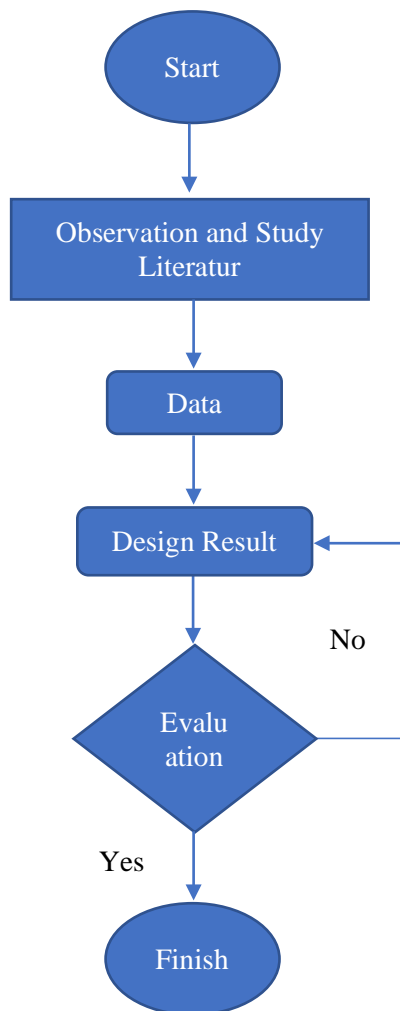 Start
Observation and Study
Literatur
Data
Design Result
No
Evalu
ation
Yes
Finish